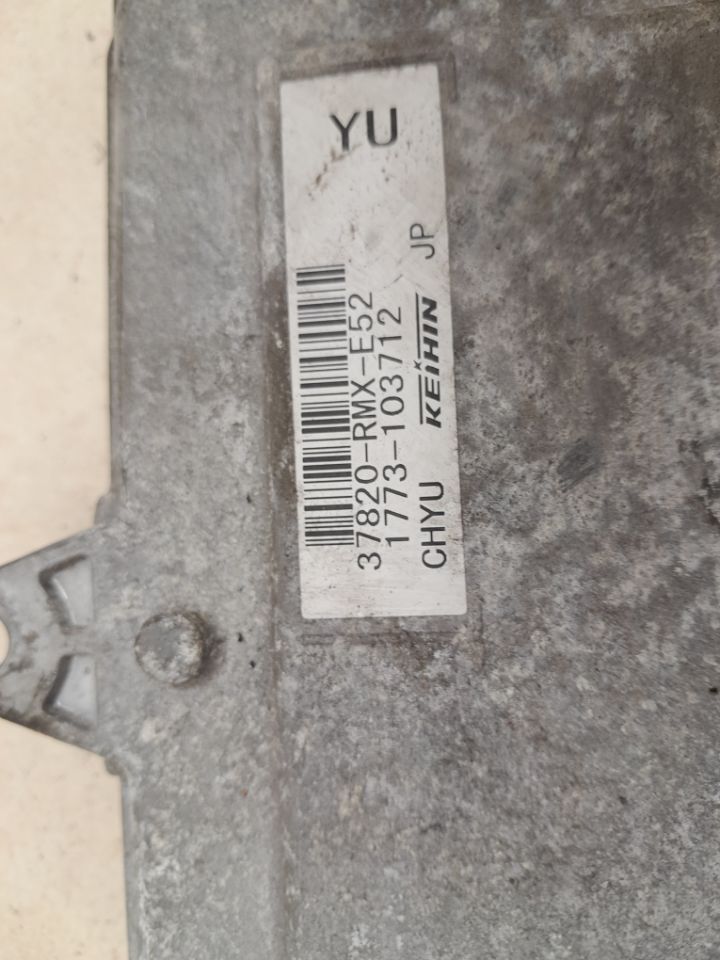 YU
37820-RMX-E52
1773-103712
CHYU KEIHIN JP